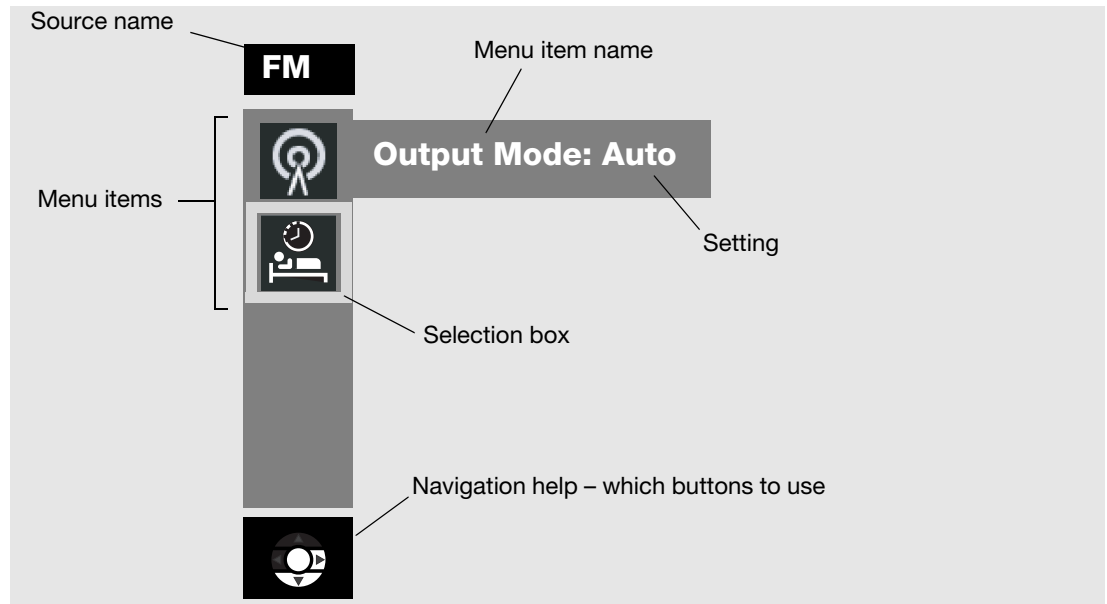 Source name
FM
Menu item name
Output Mode: Auto
Menu items
Setting
Selection box
Navigation help – which buttons to use